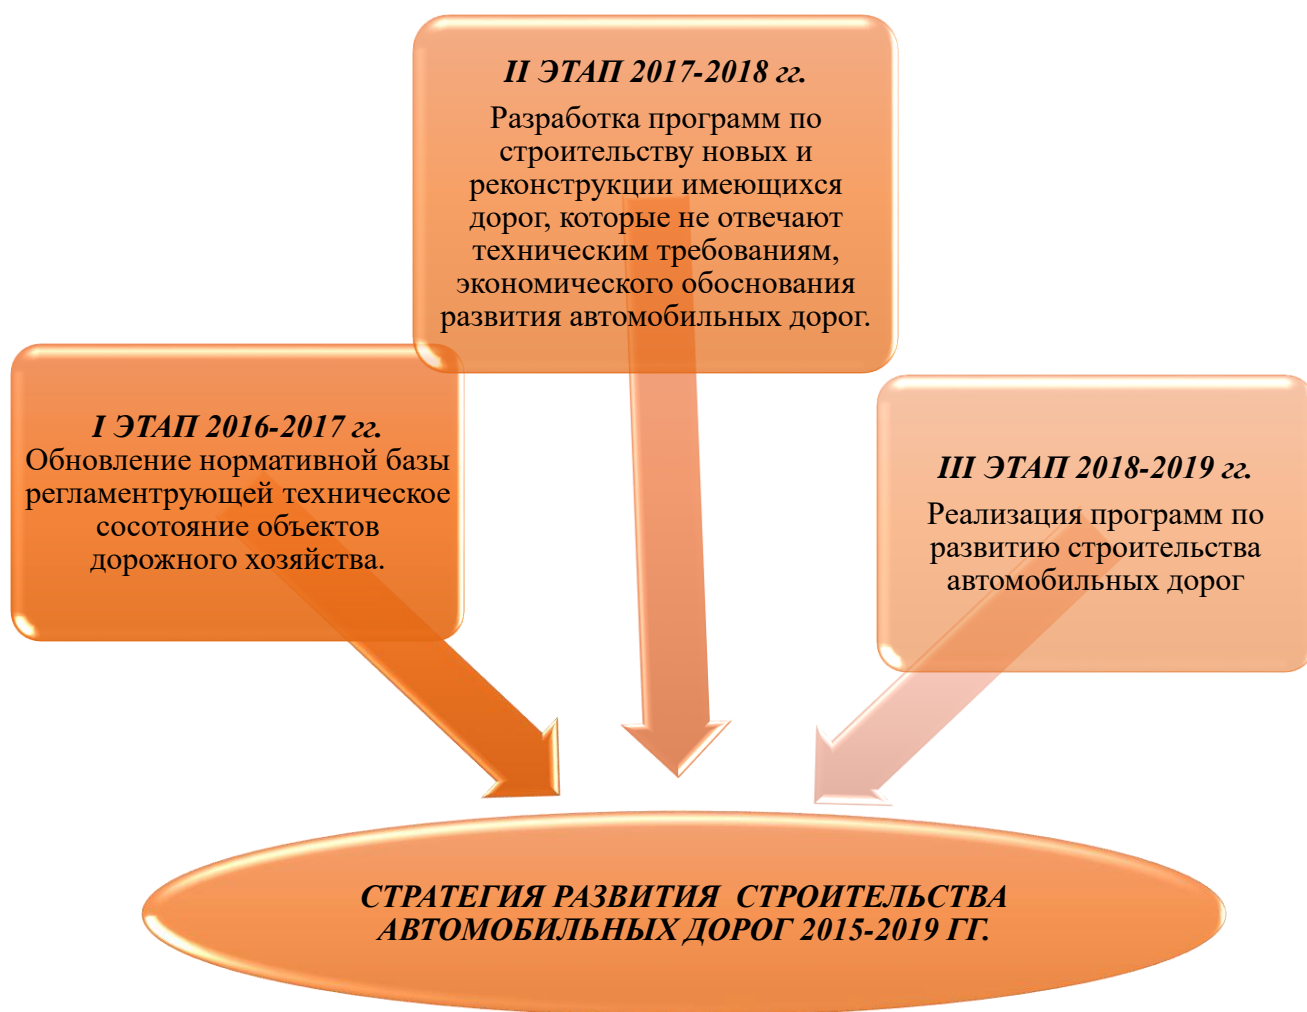 II ЭТАП 2017-2018 гг.
Разработка программ по
строительству новых и
реконструкции имеющихся
дорог, которые не отвечают
техническим требованиям,
экономического обоснования
развития автомобильных дорог.
I ЭТАП 2016-2017 гг.
Обновление нормативной базы
регламентрующей техническое
сосотояние объектов
дорожного хозяйства.
III ЭТАП 2018-2019 гг.
Реализация программ по
развитию строительства
автомобильных дорог
СТРАТЕГИЯ РАЗВИТИЯ СТРОИТЕЛЬСТВА
АВТОМОБИЛЬНЫХ ДОРОГ 2015-2019 ГГ.